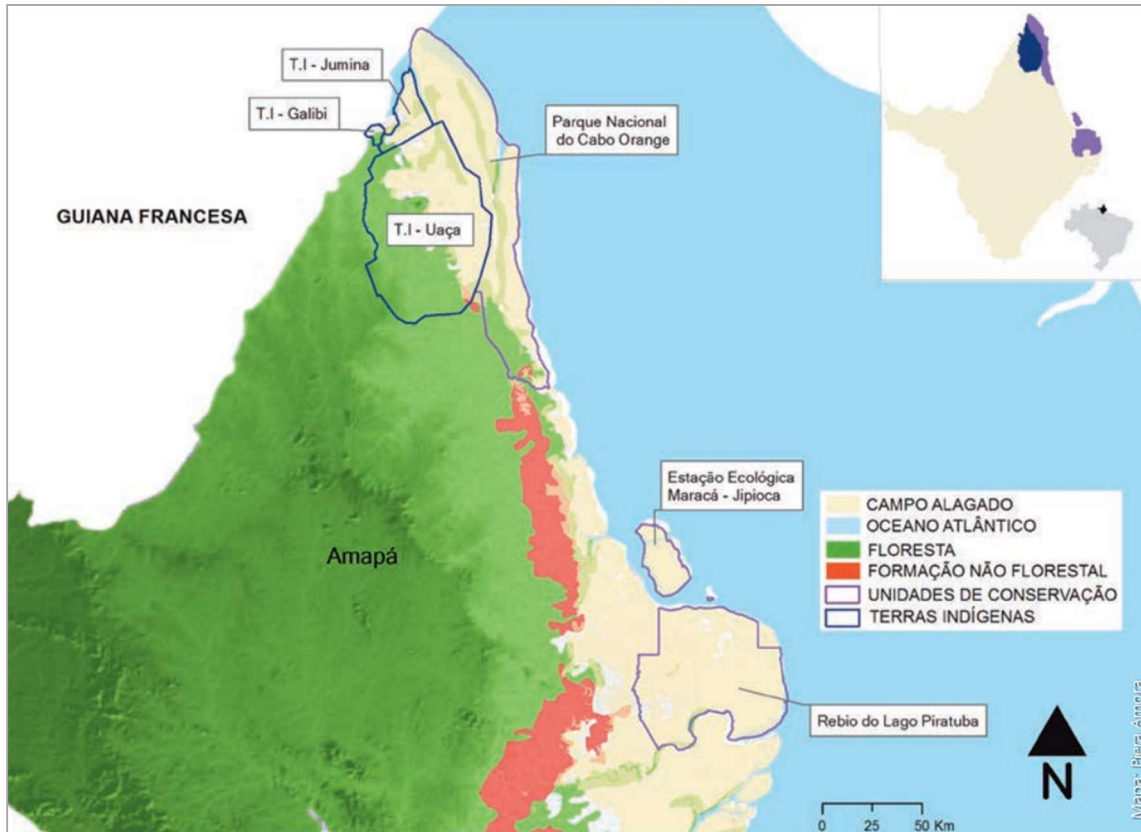 T.I - Jumina
T.I - Galibi
Parque Nacional
do Cabo Orange
GUIANA FRANCESA
T.I - Uaça
Estação Ecológica
Maracá - Jipioca
CAMPO ALAGADO
OCEANO ATLÂNTICO
FLORESTA
FORMAÇÃO NÃO FLORESTAL
UNIDADES DE CONSERVAÇÃO
TERRAS INDÍGENAS
Amapá
Rebio do Lago Piratuba
N
0 25 50 Km
Mapa: